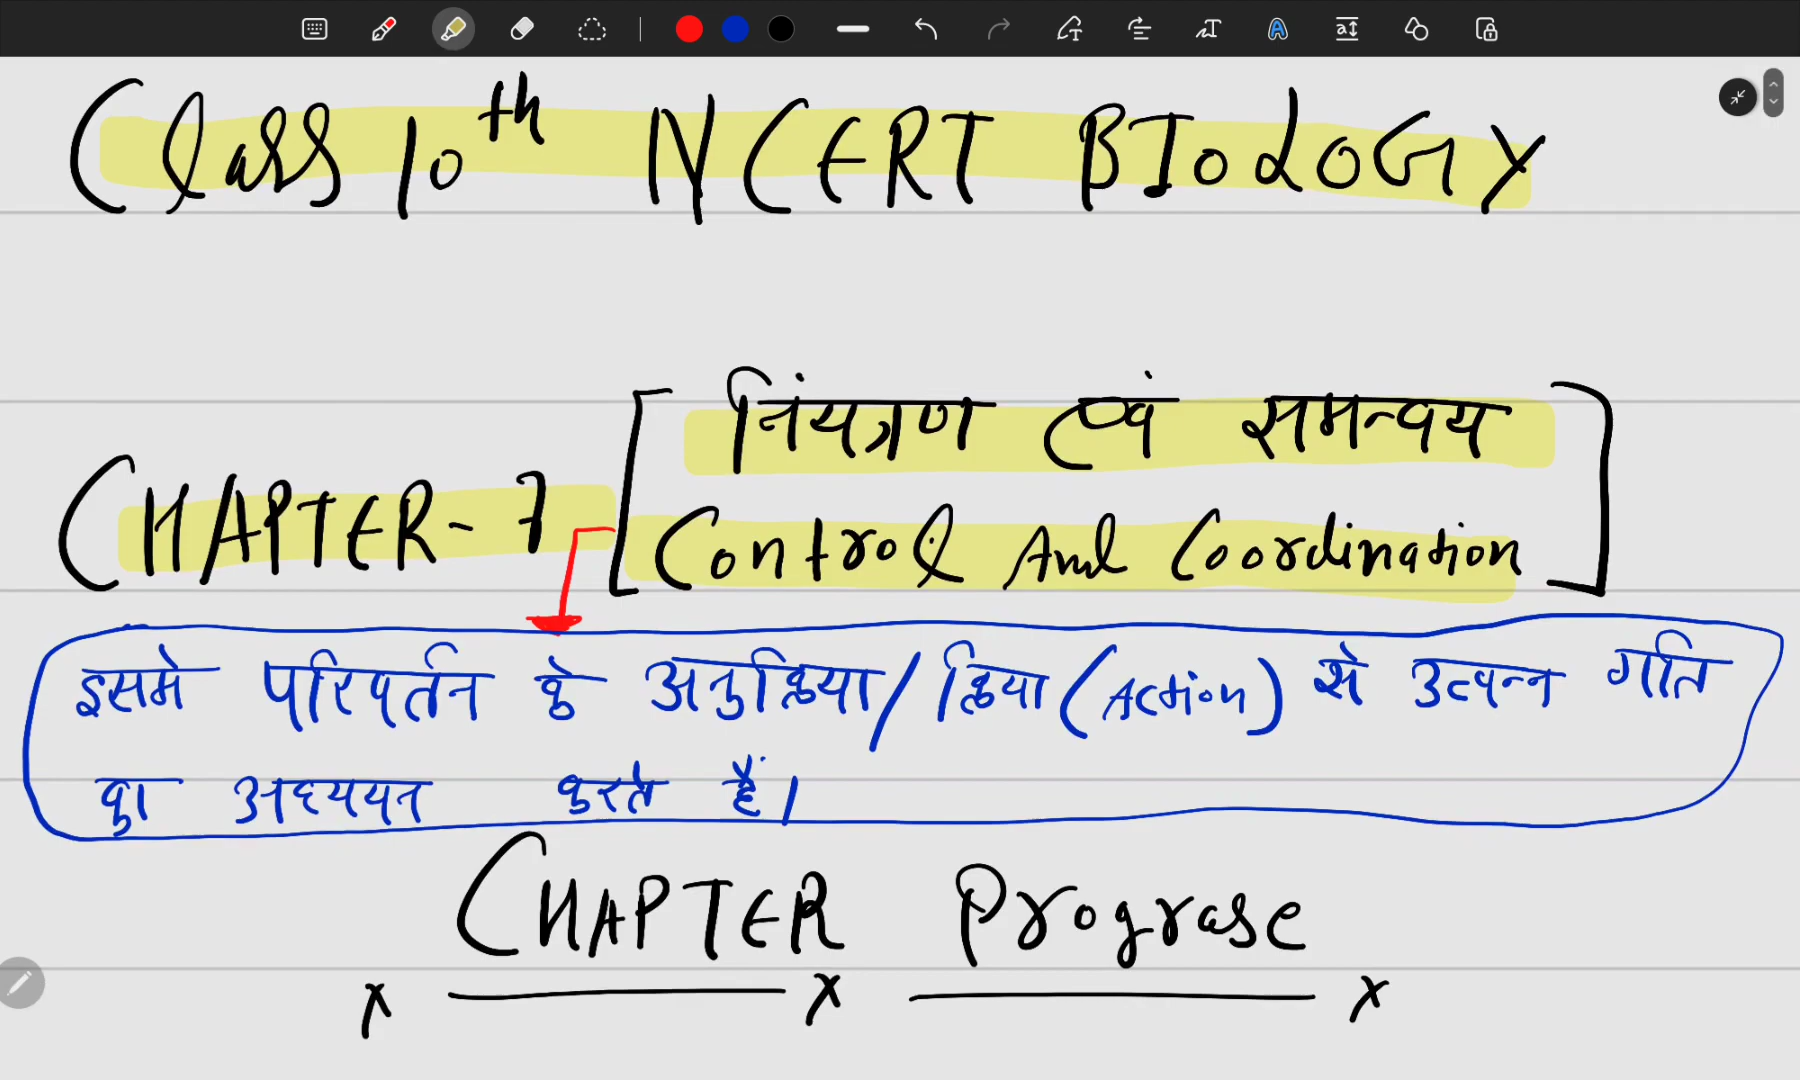 Class 10th NCERT BIOLOGY
नियंत्रण एवं समन्वय
CHAPTER - 7
Control And Coordination
इसमे परिवर्तन के अनुक्रिया/क्रिया (Action) से उत्पन्न गति
का अध्ययन करते हैं।
CHAPTER Prograse
x x x